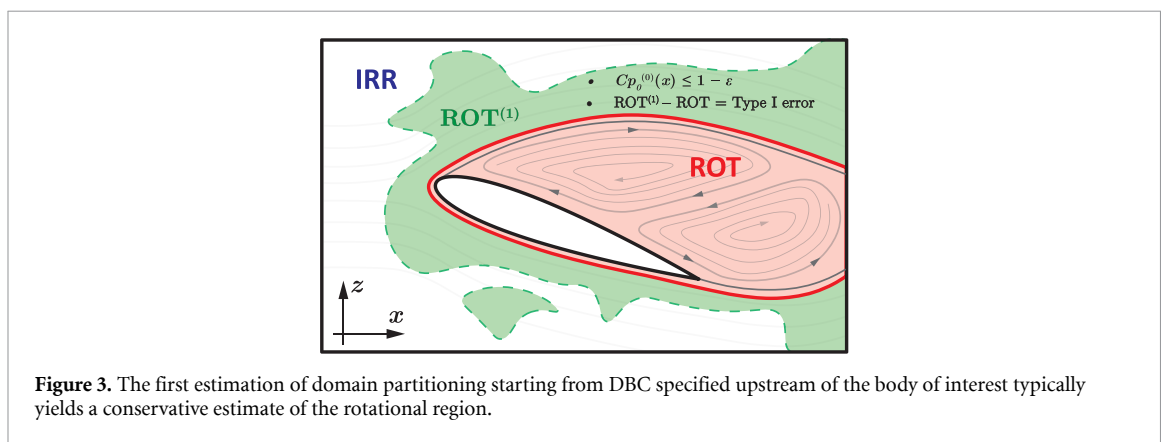 IRR
• Cp₀⁽⁰⁾(x) ≤ 1 − ε
• ROT⁽¹⁾ − ROT = Type I error
ROT⁽¹⁾
ROT
z
x
Figure 3. The first estimation of domain partitioning starting from DBC specified upstream of the body of interest typically
yields a conservative estimate of the rotational region.